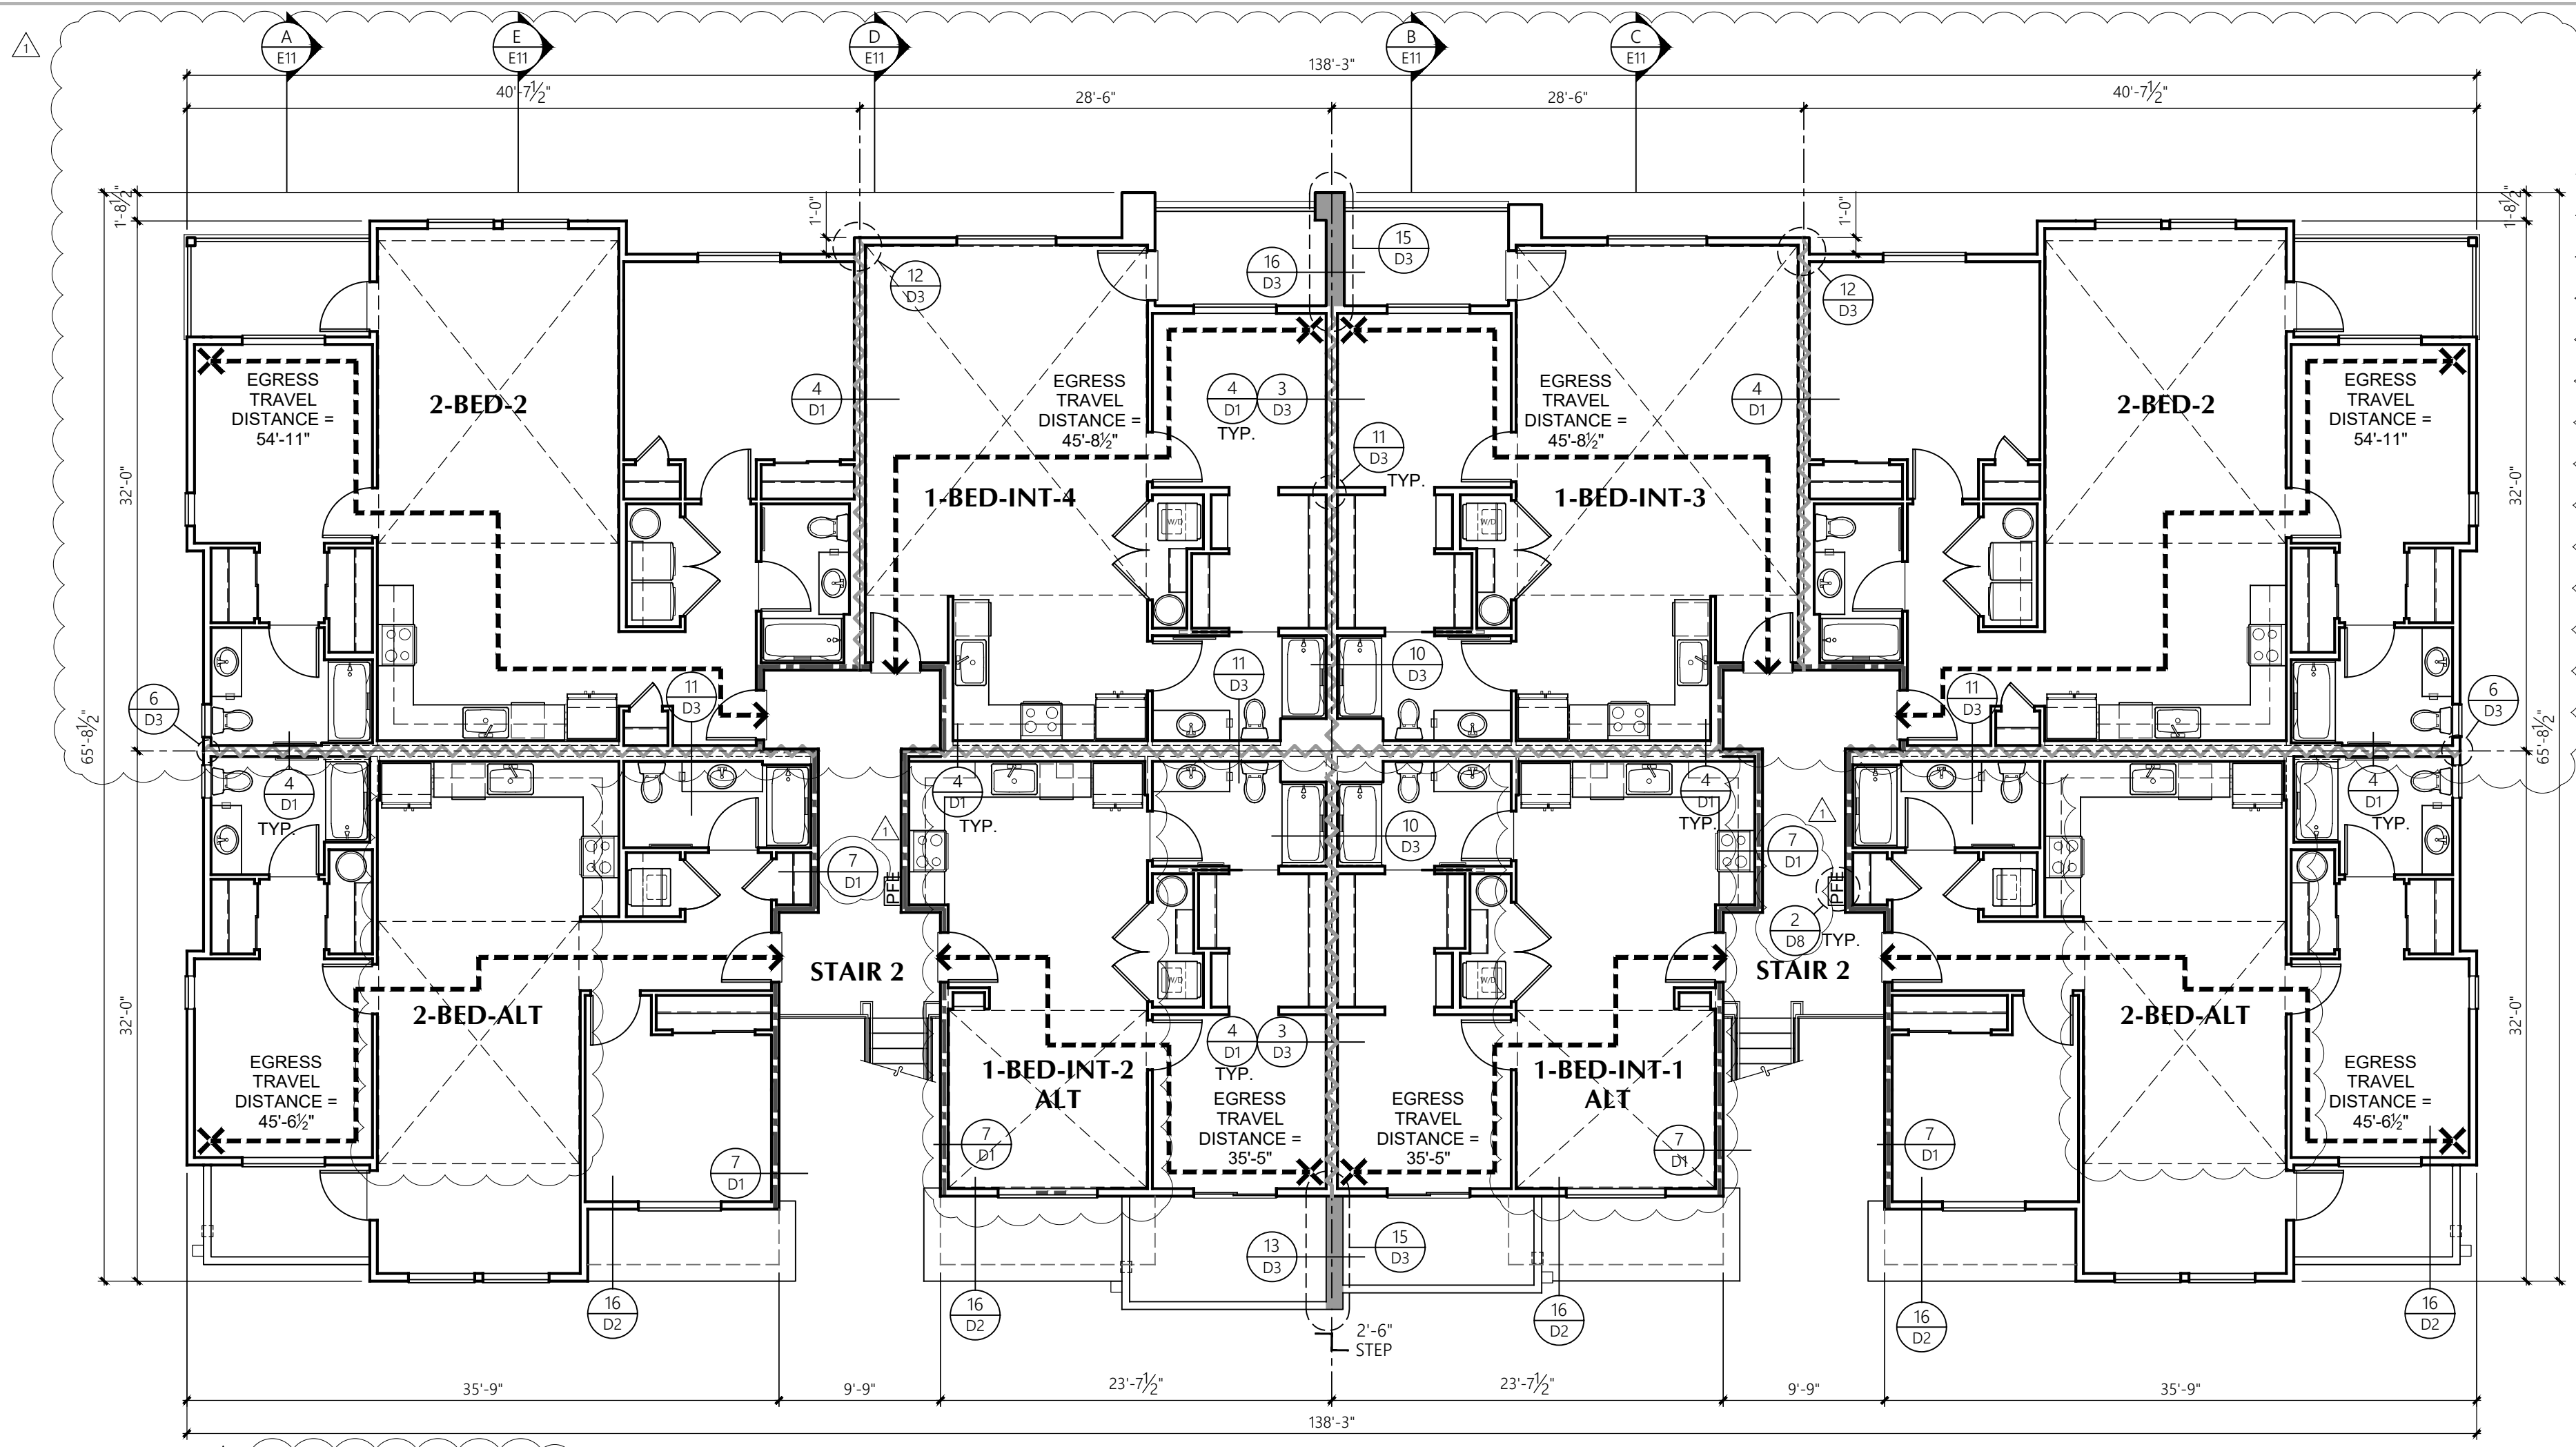 1
A
E11
E
E11
D
E11
B
E11
C
E11
138'-3"
40'-7½"
28'-6"
28'-6"
40'-7½"
1'-8½"
1'-0"
1'-0"
1'-8½"
15
D3
16
D3
12
D3
12
D3
EGRESS
TRAVEL
DISTANCE =
54'-11"
2-BED-2
4
D1
EGRESS
TRAVEL
DISTANCE =
45'-8½"
4
D1
3
D3
TYP.
EGRESS
TRAVEL
DISTANCE =
45'-8½"
4
D1
2-BED-2
EGRESS
TRAVEL
DISTANCE =
54'-11"
11
D3
TYP.
32'-0"
1-BED-INT-4
1-BED-INT-3
32'-0"
W/D
W/D
11
D3
10
D3
6
D3
11
D3
11
D3
6
D3
65'-8½"
65'-8½"
4
D1
TYP.
4
D1
TYP.
4
D1
TYP.
4
D1
TYP.
1
1
10
D3
7
D1
7
D1
PFE
PFE
2
D8
TYP.
STAIR 2
STAIR 2
W/D
W/D
32'-0"
32'-0"
2-BED-ALT
2-BED-ALT
4
D1
3
D3
TYP.
EGRESS
TRAVEL
DISTANCE =
45'-6½"
1-BED-INT-2
ALT
EGRESS
TRAVEL
DISTANCE =
35'-5"
EGRESS
TRAVEL
DISTANCE =
35'-5"
1-BED-INT-1
ALT
EGRESS
TRAVEL
DISTANCE =
45'-6½"
7
D1
7
D1
7
D1
7
D1
13
D3
15
D3
16
D2
16
D2
16
D2
16
D2
16
D2
2'-6"
STEP
35'-9"
9'-9"
23'-7½"
23'-7½"
9'-9"
35'-9"
138'-3"